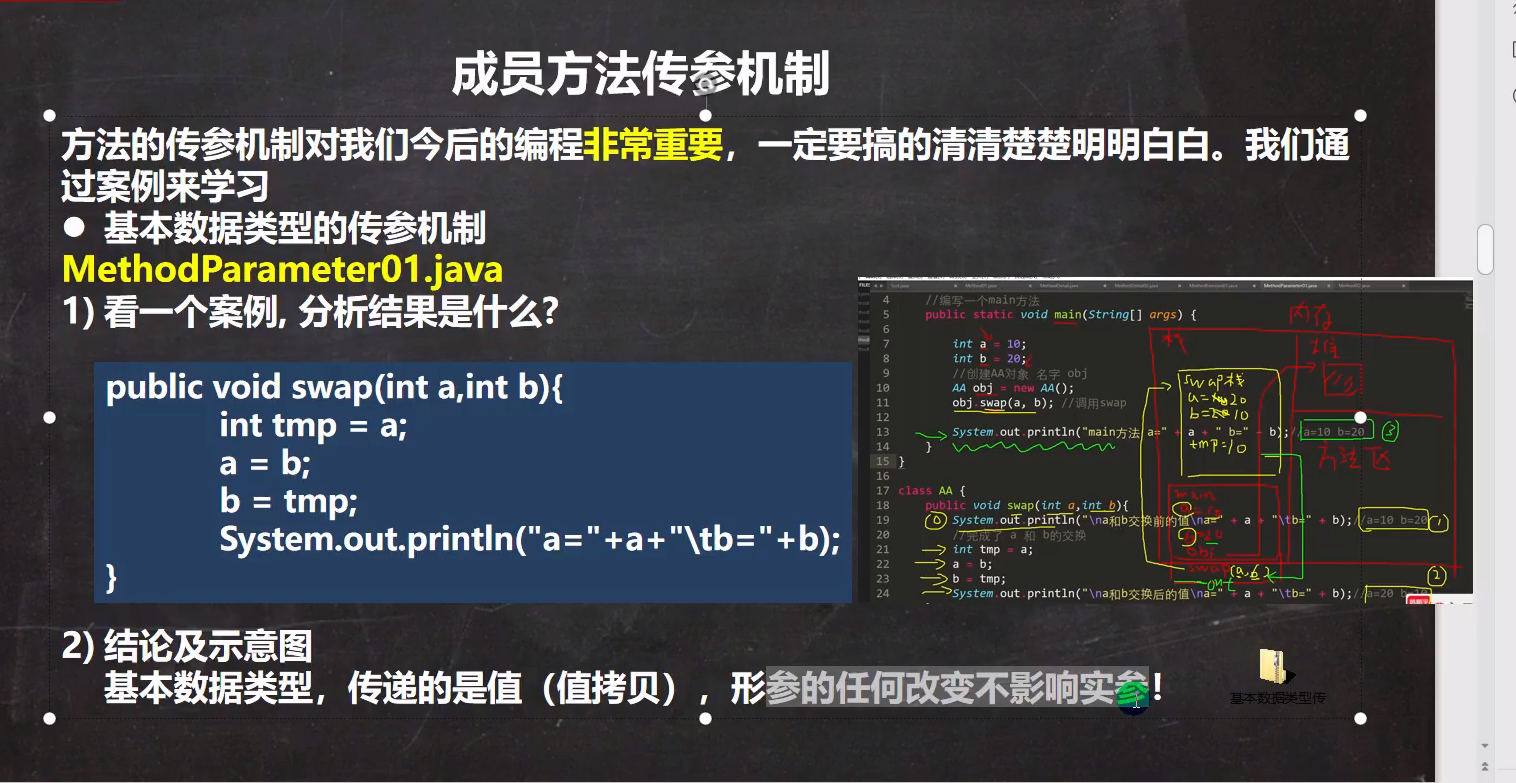 成员方法传参机制
方法的传参机制对我们今后的编程非常重要，一定要搞的清清楚楚明明白白。我们通
过案例来学习
● 基本数据类型的传参机制
MethodParameter01.java
1) 看一个案例, 分析结果是什么?
public void swap(int a,int b){
int tmp = a;
a = b;
b = tmp;
System.out.println("a="+a+"\tb="+b);
}
2) 结论及示意图
基本数据类型，传递的是值（值拷贝），形参的任何改变不影响实参！
4 //编写一个main方法
5 public static void main(String[] args) {
6
7 int a = 10;
8 int b = 20;
9 //创建AA对象 名字 obj
10 AA obj = new AA();
11 obj.swap(a, b); //调用swap
12
13 System.out.println("main方法 a=" + a + " b=" + b);//a=10 b=20 ③
14 }
15 }
16
17 class AA {
18 public void swap(int a,int b){
19 System.out.println("\na和b交换前的值\na=" + a + "\tb=" + b);//a=10 b=20 ①
20 //完成了 a 和 b的交换
21 int tmp = a;
22 a = b;
23 b = tmp;
24 System.out.println("\na和b交换后的值\na=" + a + "\tb=" + b);//a=20 b=10
②
内存
栈
堆
swap栈
tmp=10
方法区
main
obj
swap(a,b)
基本数据类型传